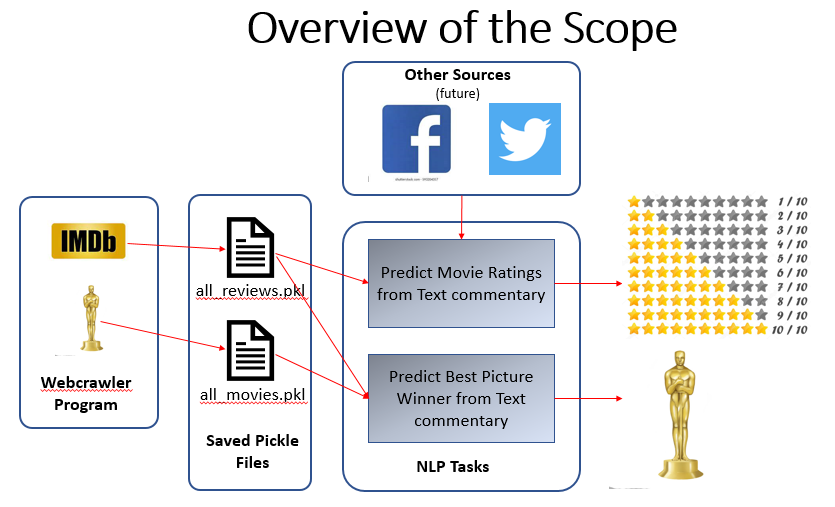 Overview of the Scope
Other Sources
(future)
f
IMDb
Webcrawler
Program
all_reviews.pkl
all_movies.pkl
Saved Pickle
Files
Predict Movie Ratings
from Text commentary
Predict Best Picture
Winner from Text
commentary
NLP Tasks
1 / 10
2 / 10
3 / 10
4 / 10
5 / 10
6 / 10
7 / 10
8 / 10
9 / 10
10 / 10